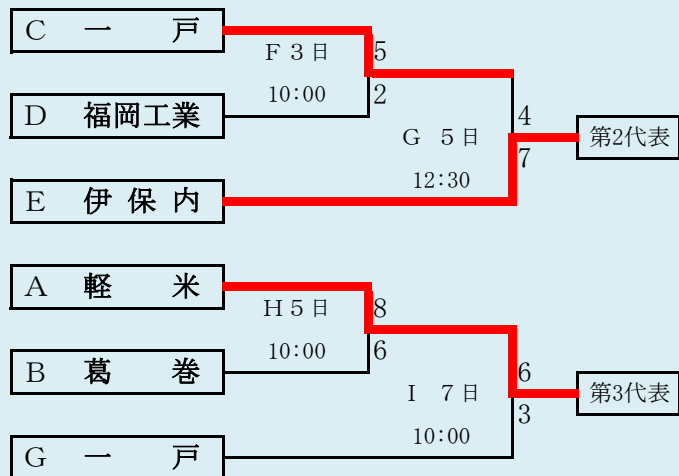 C 一 戸
F 3日
5
10:00
2
D 福岡工業
4
G 5日
第2代表
7
12:30
E 伊保内
A 軽 米
8
H5日
10:00
6
B 葛 巻
6
I 7日
第3代表
3
10:00
G 一 戸